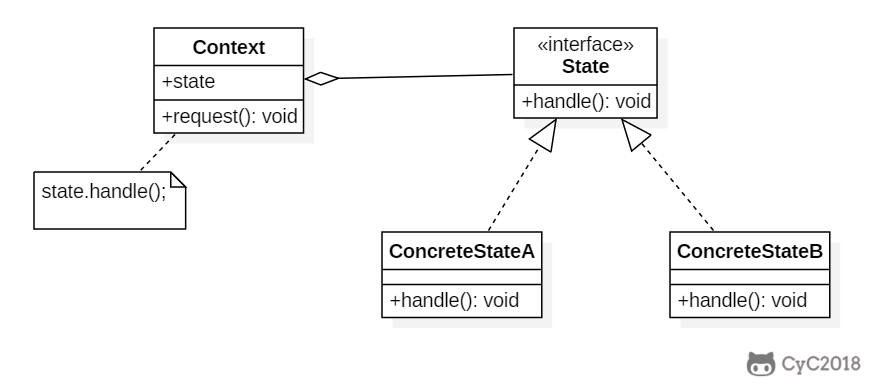 Context
+state
+request(): void
«interface»
State
+handle(): void
state.handle();
ConcreteStateA
+handle(): void
ConcreteStateB
+handle(): void
CyC2018